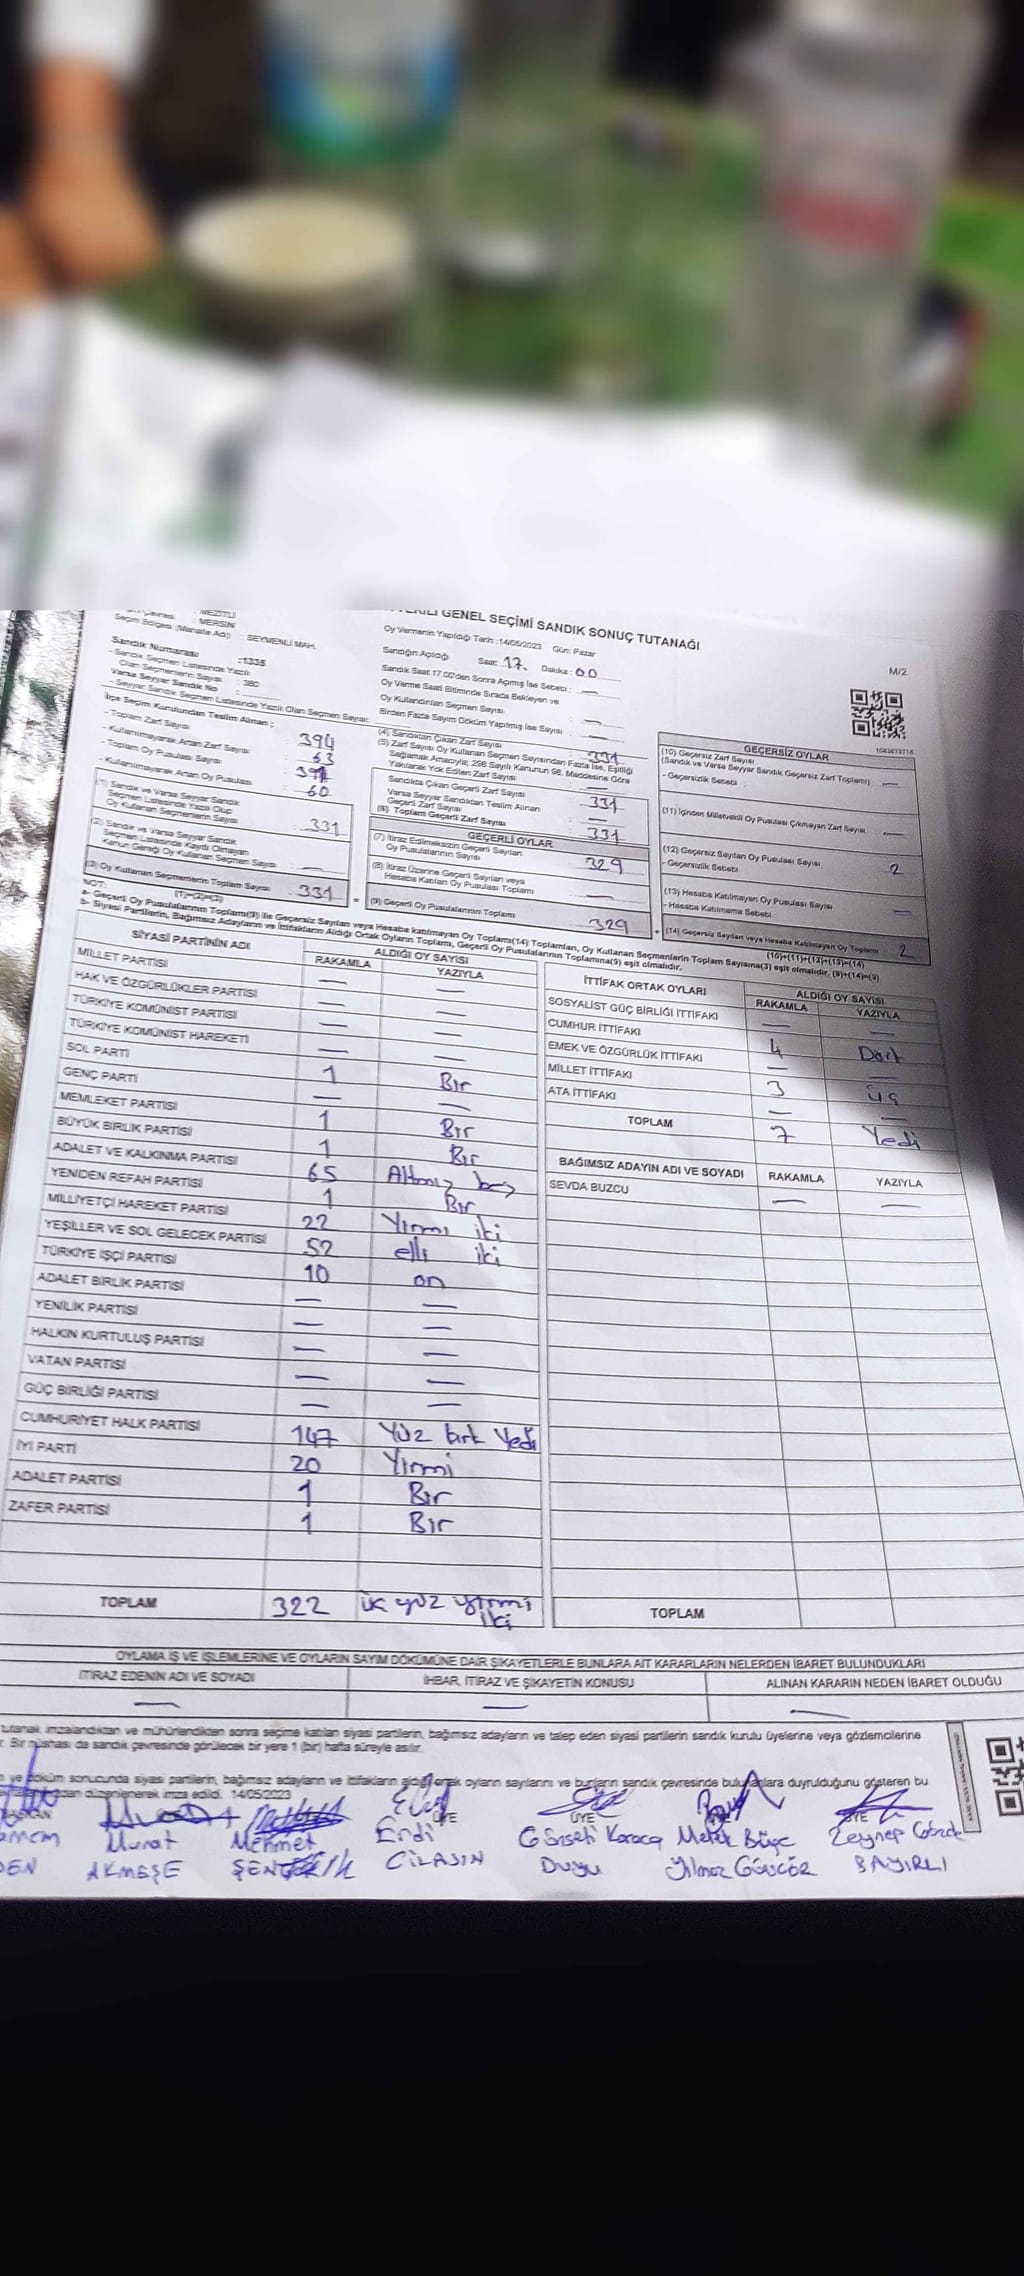 GENEL SEÇİMİ SANDIK SONUÇ TUTANAĞI
M/2
MEZİTLİ
: MERSİN
Seçim Bölgesi (Mahalle Adı) : SEYMENLİ MAH.
Sandık Numarası :1335
- Sandık Seçmen Listesinde Yazılı
Olan Seçmenlerin Sayısı : 380
Varsa Seyyar Sandık No :
- Seyyar Sandık Seçmen Listesinde Yazılı Olan Seçmen Sayısı:
Oy Vermenin Yapıldığı Tarih :14/05/2023 Gün: Pazar
Sandığın Açıldığı Saat: 17. Dakika : 00
Sandık Saat 17.00'den Sonra Açılmış İse Sebebi : —
Oy Verme Saati Bitiminde Sırada Bekleyen ve
Oy Kullandırılan Seçmen Sayısı : —
Birden Fazla Sayım Döküm Yapılmış İse Sayısı : —
İlçe Seçim Kurulundan Teslim Alınan ;
- Toplam Zarf Sayısı : 394
- Kullanılmayarak Artan Zarf Sayısı : 63
- Toplam Oy Pusulası Sayısı : 391
- Kullanılmayarak Artan Oy Pusulası : 60
(1) Sandık ve Varsa Seyyar Sandık
Seçmen Listesinde Yazılı Olup
Oy Kullanan Seçmenlerin Sayısı : 331
(2) Sandık ve Varsa Seyyar Sandık
Seçmen Listesinde Kayıtlı Olmayan
Kanun Gereği Oy Kullanan Seçmen Sayısı : —
(3) Oy Kullanan Seçmenlerin Toplam Sayısı : 331
(1)+(2)=(3)
(4) Sandıktan Çıkan Zarf Sayısı : 331
(5) Zarf Sayısı Oy Kullanan Seçmen Sayısından Fazla İse, Eşitliği
Sağlamak Amacıyla; 298 Sayılı Kanunun 98. Maddesine Göre
Yakılarak Yok Edilen Zarf Sayısı : —
Sandıkta Çıkan Geçerli Zarf Sayısı : 331
Varsa Seyyar Sandıktan Teslim Alınan
Geçerli Zarf Sayısı : —
(6) Toplam Geçerli Zarf Sayısı : 331
GEÇERLİ OYLAR
(7) İtiraz Edilmeksizin Geçerli Sayılan
Oy Pusulalarının Sayısı : 329
(8) İtiraz Üzerine Geçerli Sayılan veya
Hesaba Katılan Oy Pusulası Toplamı : —
(9) Geçerli Oy Pusulalarının Toplamı : 329
GEÇERSİZ OYLAR
(10) Geçersiz Zarf Sayısı
(Sandık ve Varsa Seyyar Sandık Geçersiz Zarf Toplamı) : —
- Geçersizlik Sebebi :
(11) İçinden Milletvekili Oy Pusulası Çıkmayan Zarf Sayısı : —
(12) Geçersiz Sayılan Oy Pusulası Sayısı : 2
- Geçersizlik Sebebi
(13) Hesaba Katılmayan Oy Pusulası Sayısı : —
- Hesaba Katılmama Sebebi
(14) Geçersiz Sayılan veya Hesaba Katılmayan Oy Toplamı : 2
(10)+(11)+(12)+(13)=(14)
NOT:
a- Geçerli Oy Pusulalarının Toplamı(9) ile Geçersiz Sayılan veya Hesaba katılmayan Oy Toplamı(14) Toplamları, Oy Kullanan Seçmenlerin Toplam Sayısına(3) eşit olmalıdır. (9)+(14)=(3)
b- Siyasi Partilerin, Bağımsız Adayların ve İttifakların Aldığı Ortak Oyların Toplamı, Geçerli Oy Pusulalarının Toplamına(9) eşit olmalıdır.
SİYASİ PARTİNİN ADI ALDIĞI OY SAYISI
RAKAMLA YAZIYLA
MİLLET PARTİSİ — —
HAK VE ÖZGÜRLÜKLER PARTİSİ — —
TÜRKİYE KOMÜNİST PARTİSİ — —
TÜRKİYE KOMÜNİST HAREKETİ — —
SOL PARTİ 1 Bir
GENÇ PARTİ — —
MEMLEKET PARTİSİ 1 Bir
BÜYÜK BİRLİK PARTİSİ 1 Bir
ADALET VE KALKINMA PARTİSİ 65 Altmış beş
YENİDEN REFAH PARTİSİ 1 Bir
MİLLİYETÇİ HAREKET PARTİSİ 22 Yirmi iki
YEŞİLLER VE SOL GELECEK PARTİSİ 52 elli iki
TÜRKİYE İŞÇİ PARTİSİ 10 on
ADALET BİRLİK PARTİSİ — —
YENİLİK PARTİSİ — —
HALKIN KURTULUŞ PARTİSİ — —
VATAN PARTİSİ — —
GÜÇ BİRLİĞİ PARTİSİ — —
CUMHURİYET HALK PARTİSİ 147 Yüz kırk Yedi
İYİ PARTİ 20 Yirmi
ADALET PARTİSİ 1 Bir
ZAFER PARTİSİ 1 Bir
TOPLAM 322 üç yüz yirmi iki
İTTİFAK ORTAK OYLARI ALDIĞI OY SAYISI
RAKAMLA YAZIYLA
SOSYALİST GÜÇ BİRLİĞİ İTTİFAKI — —
CUMHUR İTTİFAKI 4 Dört
EMEK VE ÖZGÜRLÜK İTTİFAKI — —
MİLLET İTTİFAKI 3 üç
ATA İTTİFAKI — —
TOPLAM 7 Yedi
BAĞIMSIZ ADAYIN ADI VE SOYADI RAKAMLA YAZIYLA
SEVDA BUZCU — —
TOPLAM
OYLAMA İŞ VE İŞLEMLERİNE VE OYLARIN SAYIM DÖKÜMÜNE DAİR ŞİKAYETLERLE BUNLARA AİT KARARLARIN NELERDEN İBARET BULUNDUKLARI
İTİRAZ EDENİN ADI VE SOYADI İHBAR, İTİRAZ VE ŞİKAYETİN KONUSU ALINAN KARARIN NEDEN İBARET OLDUĞU
— — —
tutanak imzalandıktan ve mühürlendikten sonra seçime katılan siyasi partilerin, bağımsız adayların ve talep eden siyasi partilerin sandık kurulu üyelerine veya gözlemcilerine
Bir nüshası da sandık çevresinde görülecek bir yere 1 (bir) hafta süreyle asılır.
ve döküm sonucunda siyasi partilerin, bağımsız adayların ve ittifakların aldığı ortak oyların sayılarını ve bunların sandık çevresinde bulunanlara duyrulduğunu gösteren bu
düzenlenerek imza edildi. 14/05/2023
BAŞKAN ÜYE ÜYE ÜYE
Murat Mehmet Erdi Karaca Melek Büşc Zeynep
AKMEŞE CİLASIN Duyu Yılmaz BAYIRLI